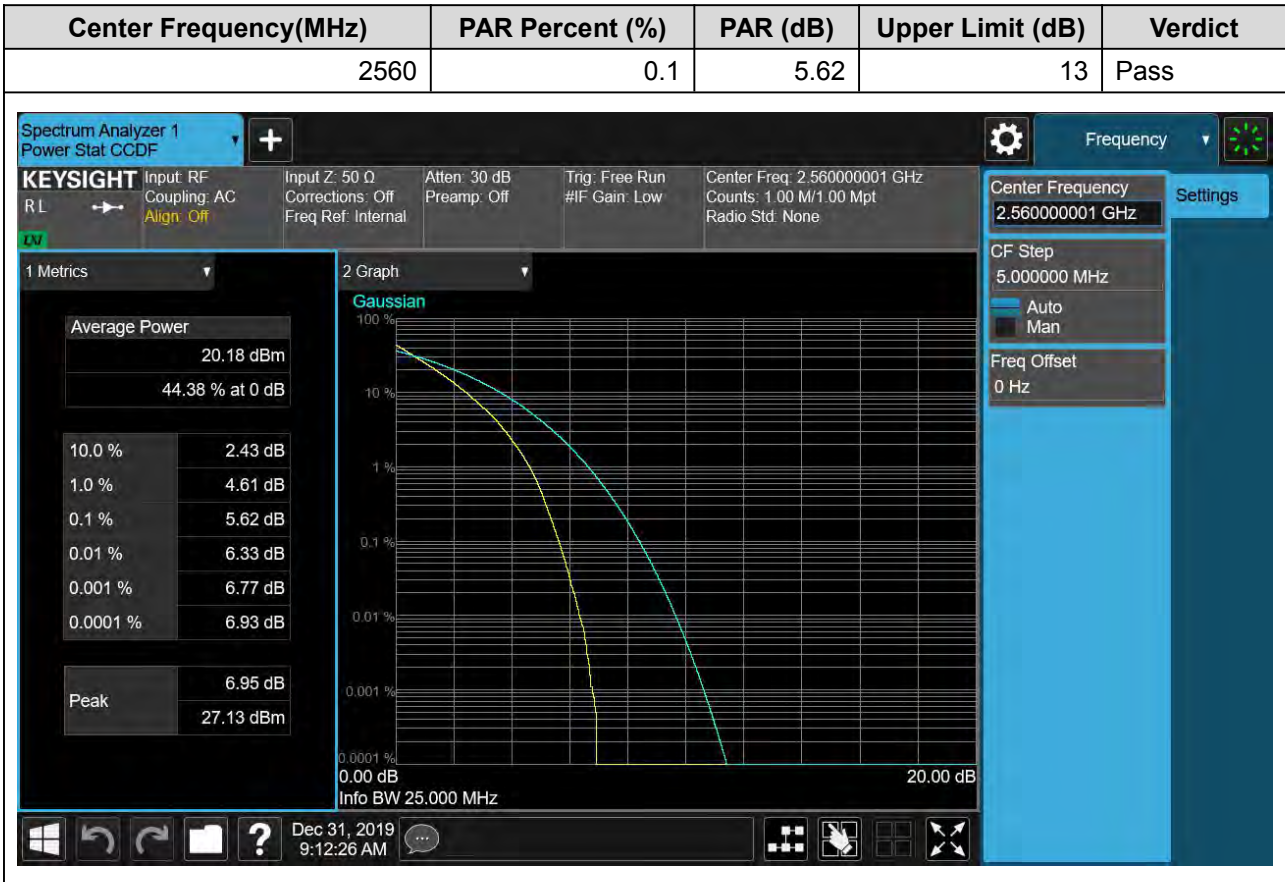 Center Frequency(MHz) PAR Percent (%) PAR (dB) Upper Limit (dB) Verdict
2560 0.1 5.62 13 Pass
Spectrum Analyzer 1
Power Stat CCDF
Frequency
KEYSIGHT
R L
Input: RF
Coupling: AC
Align: Off
Input Z: 50 Ω
Corrections: Off
Freq Ref: Internal
Atten: 30 dB
Preamp: Off
Trig: Free Run
#IF Gain: Low
Center Freq: 2.560000001 GHz
Counts: 1.00 M/1.00 Mpt
Radio Std: None
Center Frequency
2.560000001 GHz
Settings
CF Step
5.000000 MHz
Auto
Man
Freq Offset
0 Hz
1 Metrics
Average Power
20.18 dBm
44.38 % at 0 dB
10.0 % 2.43 dB
1.0 % 4.61 dB
0.1 % 5.62 dB
0.01 % 6.33 dB
0.001 % 6.77 dB
0.0001 % 6.93 dB
Peak
6.95 dB
27.13 dBm
2 Graph
Gaussian
100 %
10 %
1 %
0.1 %
0.01 %
0.001 %
0.0001 %
0.00 dB 20.00 dB
Info BW 25.000 MHz
?
Dec 31, 2019
9:12:26 AM